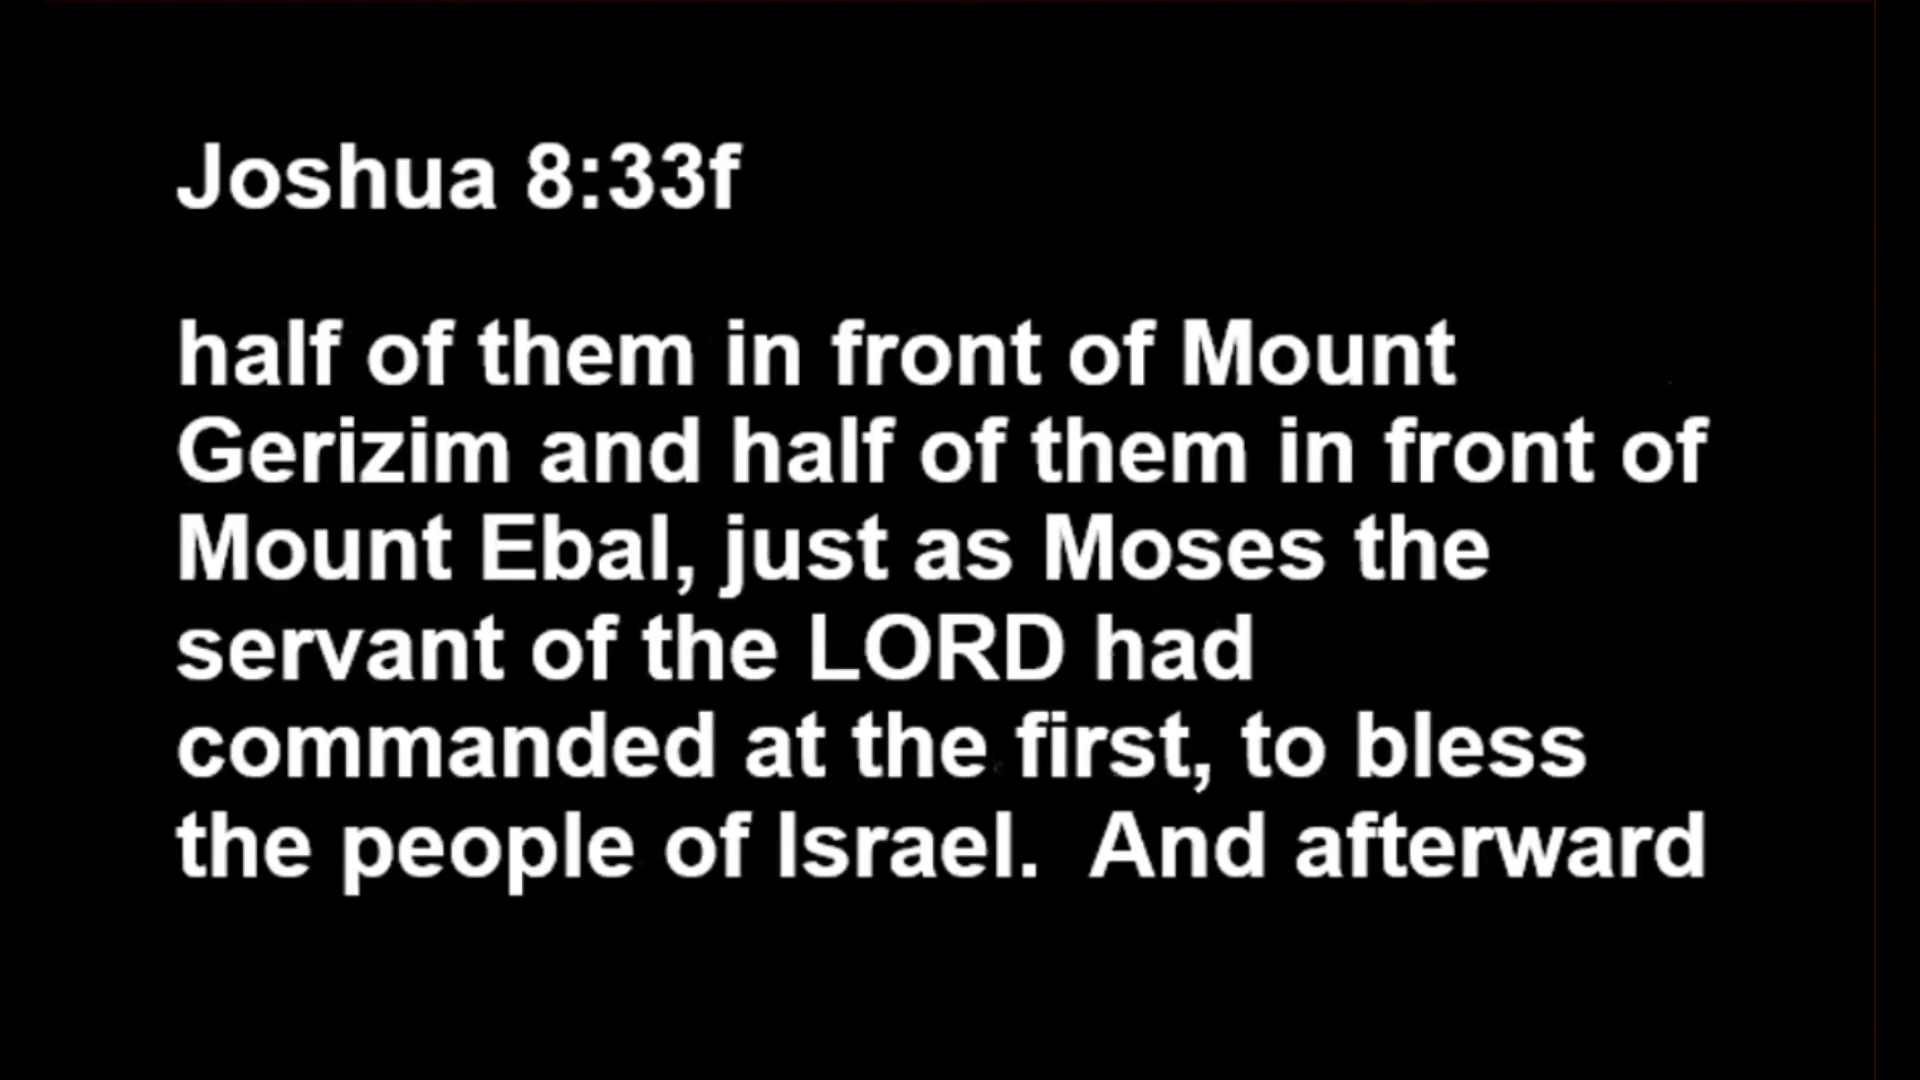 Joshua 8:33f
half of them in front of Mount
Gerizim and half of them in front of
Mount Ebal, just as Moses the
servant of the LORD had
commanded at the first, to bless
the people of Israel.  And afterward